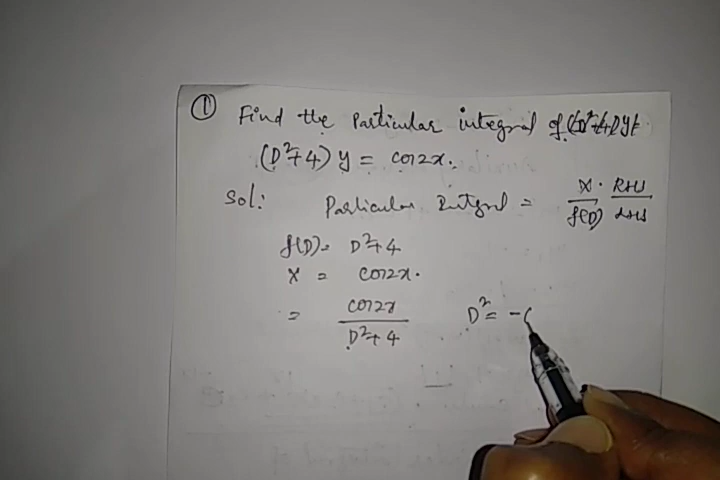 ① Find the Particular integral of
(D²+4) y = cos2x.
Sol: Particular Integral = X/f(D) · RHS/LHS
f(D) = D²+4
X = cos2x.
= cos2x/D²+4 D² = -(